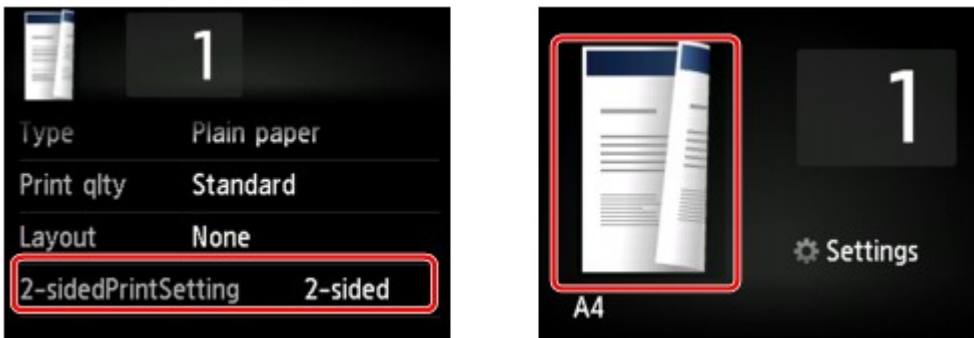 1
Type Plain paper
Print qlty Standard
Layout None
2-sidedPrintSetting 2-sided
1
Settings
A4